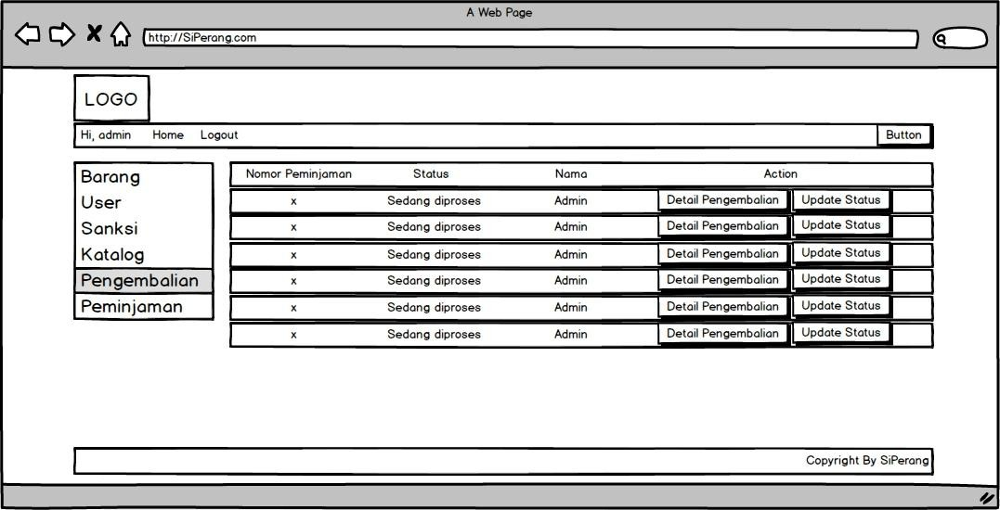 A Web Page
http://SiPerang.com
LOGO
Hi, admin Home Logout Button
Barang
User
Sanksi
Katalog
Pengembalian
Peminjaman
Nomor Peminjaman Status Nama Action
x Sedang diproses Admin Detail Pengembalian Update Status
x Sedang diproses Admin Detail Pengembalian Update Status
x Sedang diproses Admin Detail Pengembalian Update Status
x Sedang diproses Admin Detail Pengembalian Update Status
x Sedang diproses Admin Detail Pengembalian Update Status
x Sedang diproses Admin Detail Pengembalian Update Status
Copyright By SiPerang